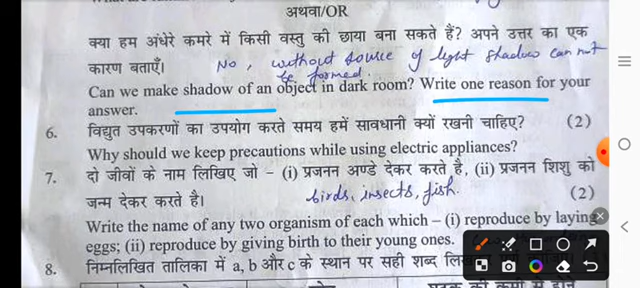 अथवा/OR
क्या हम अंधेरे कमरे में किसी वस्तु की छाया बना सकते हैं? अपने उत्तर का एक
कारण बताएँ। No, without source of light shadow can not
be formed.
Can we make shadow of an object in dark room? Write one reason for your
answer.
6. विद्युत उपकरणों का उपयोग करते समय हमें सावधानी क्यों रखनी चाहिए? (2)
Why should we keep precautions while using electric appliances?
7. दो जीवों के नाम लिखिए जो - (i) प्रजनन अण्डे देकर करते है, (ii) प्रजनन शिशु को
जन्म देकर करते है। birds, insects, fish. (2)
Write the name of any two organism of each which – (i) reproduce by laying
eggs; (ii) reproduce by giving birth to their young ones.
8. निम्नलिखित तालिका में a, b और c के स्थान पर सही शब्द